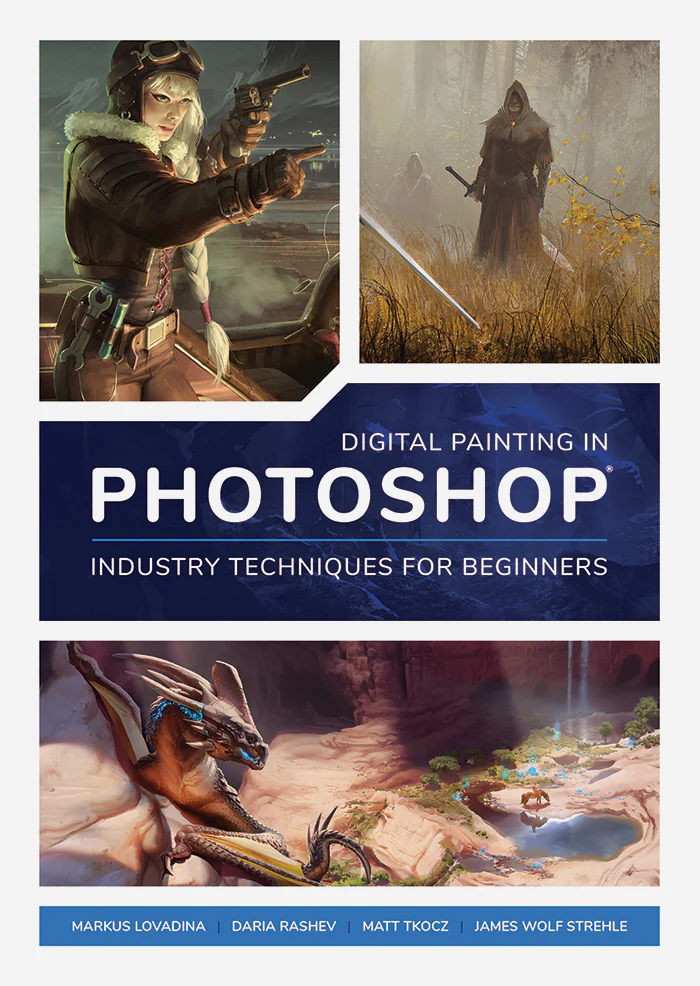 DIGITAL PAINTING IN
PHOTOSHOP®
INDUSTRY TECHNIQUES FOR BEGINNERS
MARKUS LOVADINA | DARIA RASHEV | MATT TKOCZ | JAMES WOLF STREHLE